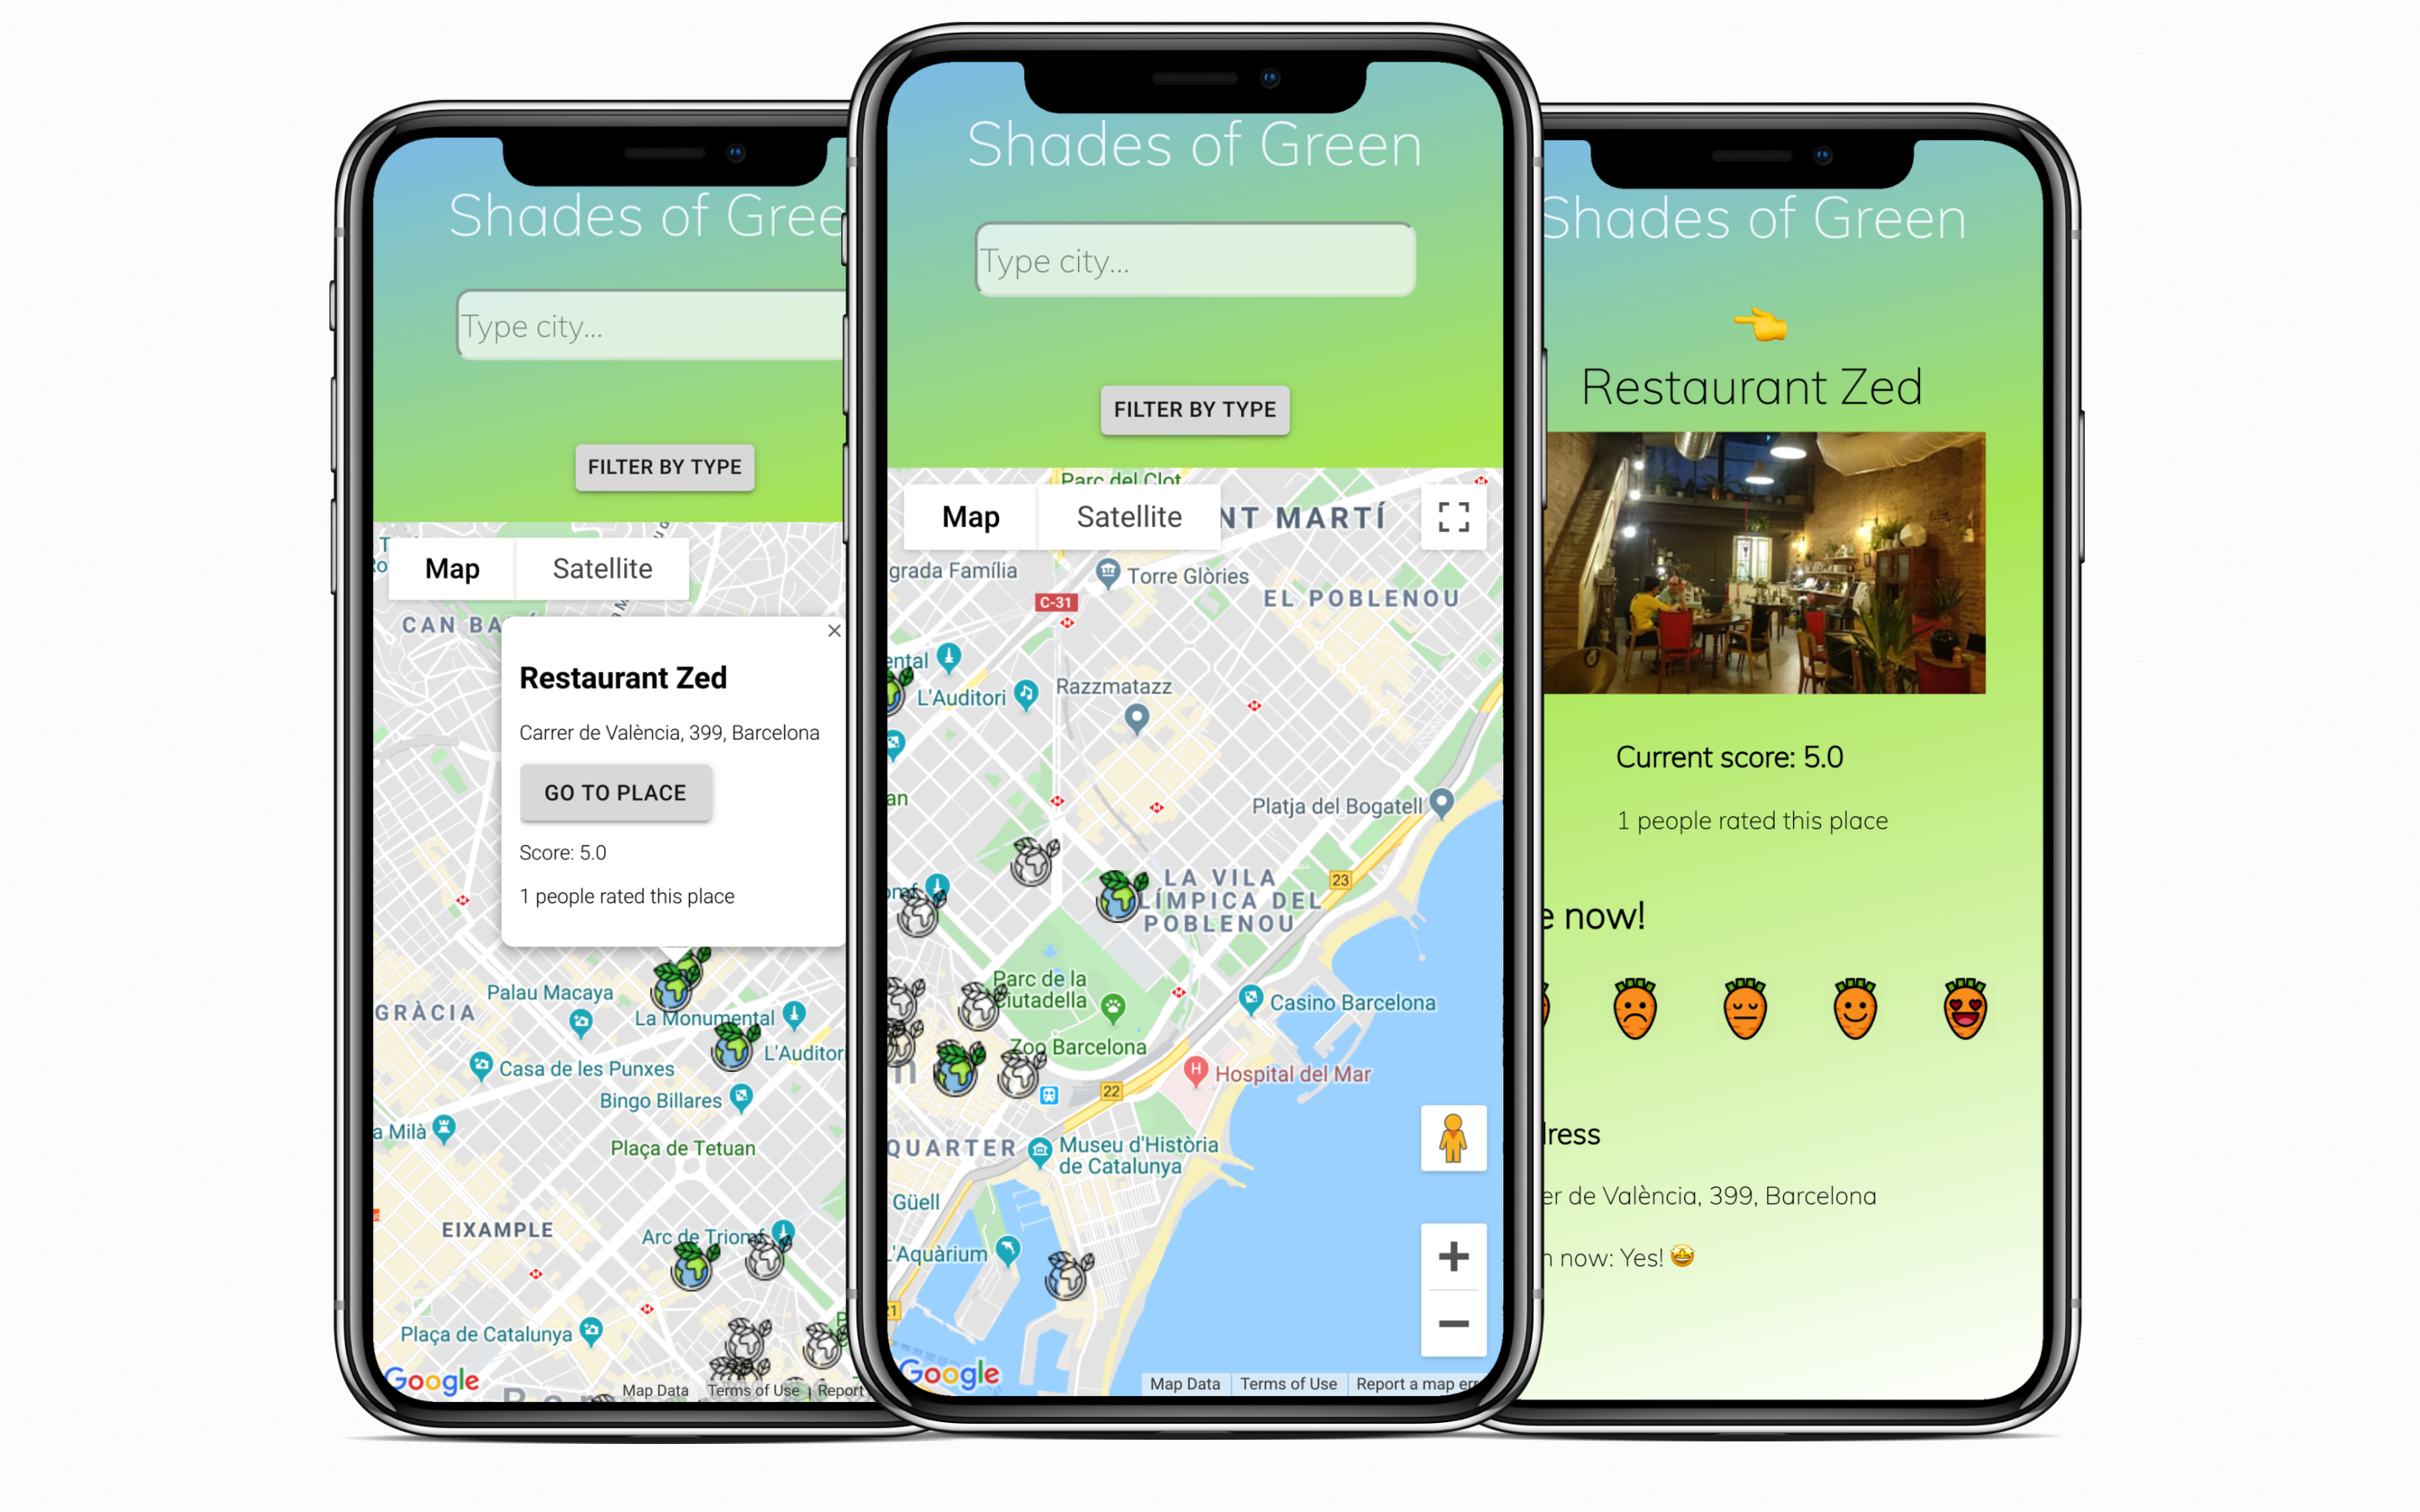 Shades of Gree
Type city...
FILTER BY TYPE
Map
Satellite
CAN BA
Restaurant Zed
Carrer de València, 399, Barcelona
GO TO PLACE
Score: 5.0
1 people rated this place
Palau Macaya
GRÀCIA
La Monumental
L'Auditor
Casa de les Punxes
Bingo Billares
a Milà
Plaça de Tetuan
EIXAMPLE
Arc de Triomf
Plaça de Catalunya
Google
Map Data
Terms of Use
Report
Shades of Green
Type city...
FILTER BY TYPE
Parc del Clot
Map
Satellite
NT MARTÍ
grada Família
Torre Glòries
C-31
EL POBLENOU
ental
L'Auditori
Razzmatazz
an
Platja del Bogatell
23
LA VILA
LÍMPICA DEL
POBLENOU
omf
Parc de la
Ciutadella
Casino Barcelona
Zoo Barcelona
Hospital del Mar
H
22
QUARTER
Museu d'Història
de Catalunya
Güell
L'Aquàrium
21
Google
Map Data
Terms of Use
Report a map err
Shades of Green
Restaurant Zed
Current score: 5.0
1 people rated this place
e now!
dress
er de València, 399, Barcelona
n now: Yes! 🤩